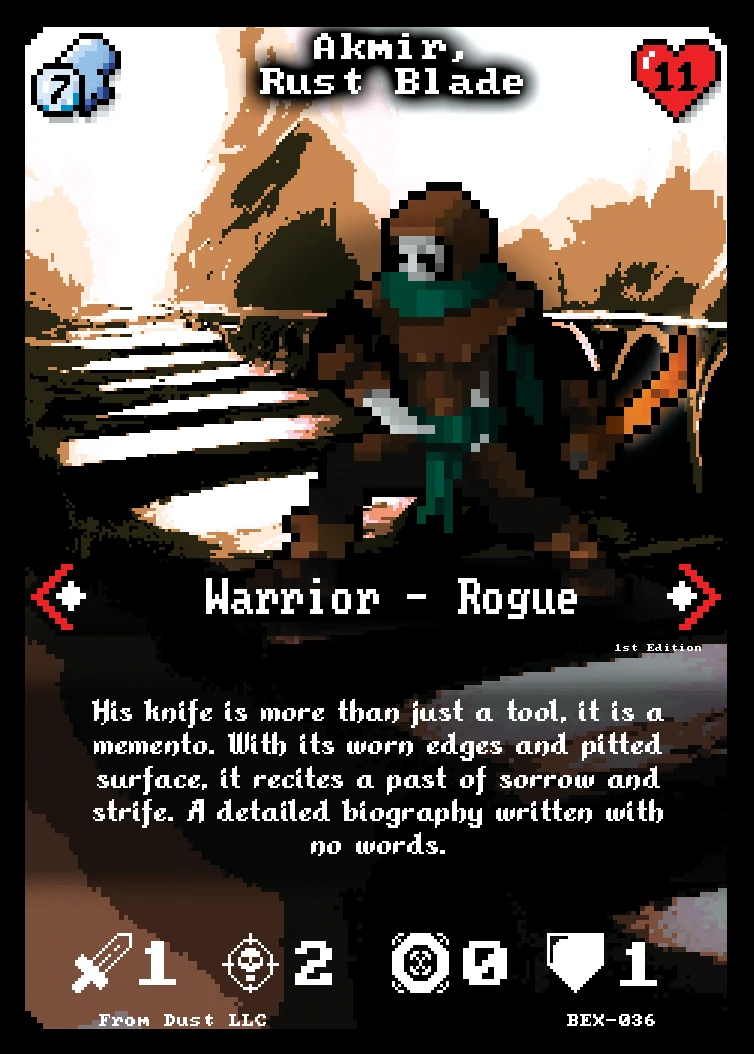 Akmir,
Rust Blade
7
11
Warrior - Rogue
1st Edition
His knife is more than just a tool, it is a
memento. With its worn edges and pitted
surface, it recites a past of sorrow and
strife. A detailed biography written with
no words.
1 2 0 1
From Dust LLC BEX-036